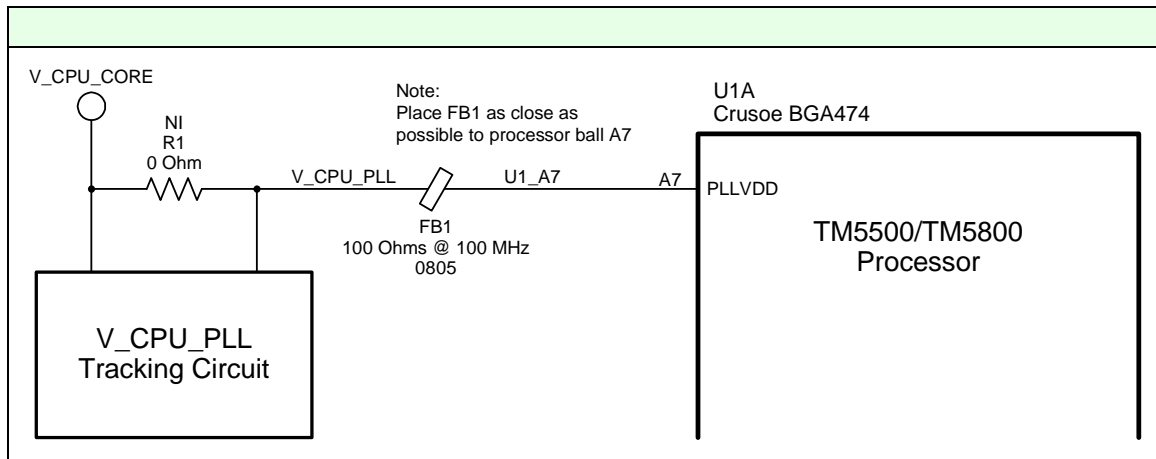 V_CPU_CORE
NI
R1
0 Ohm
Note:
Place FB1 as close as
possible to processor ball A7
U1A
Crusoe BGA474
V_CPU_PLL
U1_A7
A7
PLLVDD
FB1
100 Ohms @ 100 MHz
0805
TM5500/TM5800
Processor
V_CPU_PLL
Tracking Circuit